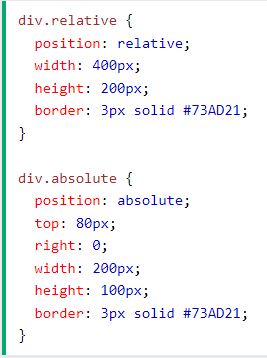 div.relative {
  position: relative;
  width: 400px;
  height: 200px;
  border: 3px solid #73AD21;
}

div.absolute {
  position: absolute;
  top: 80px;
  right: 0;
  width: 200px;
  height: 100px;
  border: 3px solid #73AD21;
}